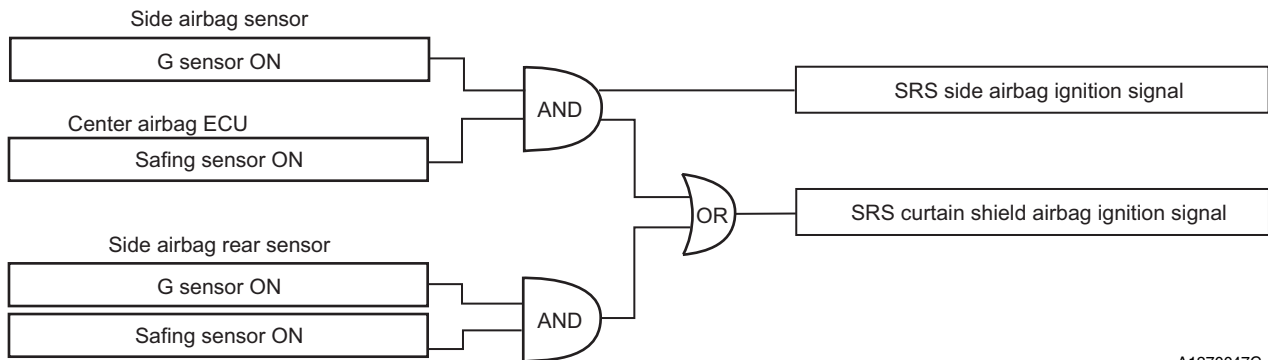 Side airbag sensor
G sensor ON
Center airbag ECU
Safing sensor ON
AND
SRS side airbag ignition signal
OR
SRS curtain shield airbag ignition signal
Side airbag rear sensor
G sensor ON
Safing sensor ON
AND